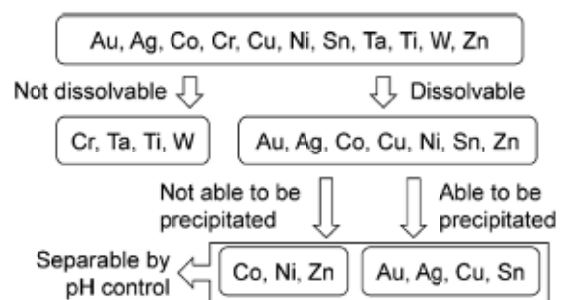 Au, Ag, Co, Cr, Cu, Ni, Sn, Ta, Ti, W, Zn
Not dissolvable
Dissolvable
Cr, Ta, Ti, W
Au, Ag, Co, Cu, Ni, Sn, Zn
Not able to be
precipitated
Able to be
precipitated
Separable by
pH control
Co, Ni, Zn
Au, Ag, Cu, Sn